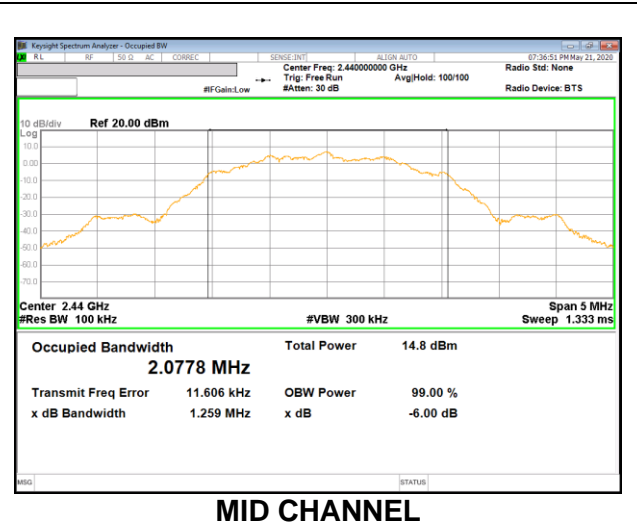 Keysight Spectrum Analyzer - Occupied BW
RL RF 50 Ω AC CORREC SENSE:INT ALIGN AUTO 07:36:51 PM May 21, 2020
Center Freq: 2.440000000 GHz Radio Std: None
Trig: Free Run Avg|Hold: 100/100
#IFGain:Low #Atten: 30 dB Radio Device: BTS
10 dB/div Ref 20.00 dBm
Log
10.0
0.00
-10.0
-20.0
-30.0
-40.0
-50.0
-60.0
-70.0
Center 2.44 GHz Span 5 MHz
#Res BW 100 kHz #VBW 300 kHz Sweep 1.333 ms
Occupied Bandwidth Total Power 14.8 dBm
2.0778 MHz
Transmit Freq Error 11.606 kHz OBW Power 99.00 %
x dB Bandwidth 1.259 MHz x dB -6.00 dB
MSG STATUS
MID CHANNEL